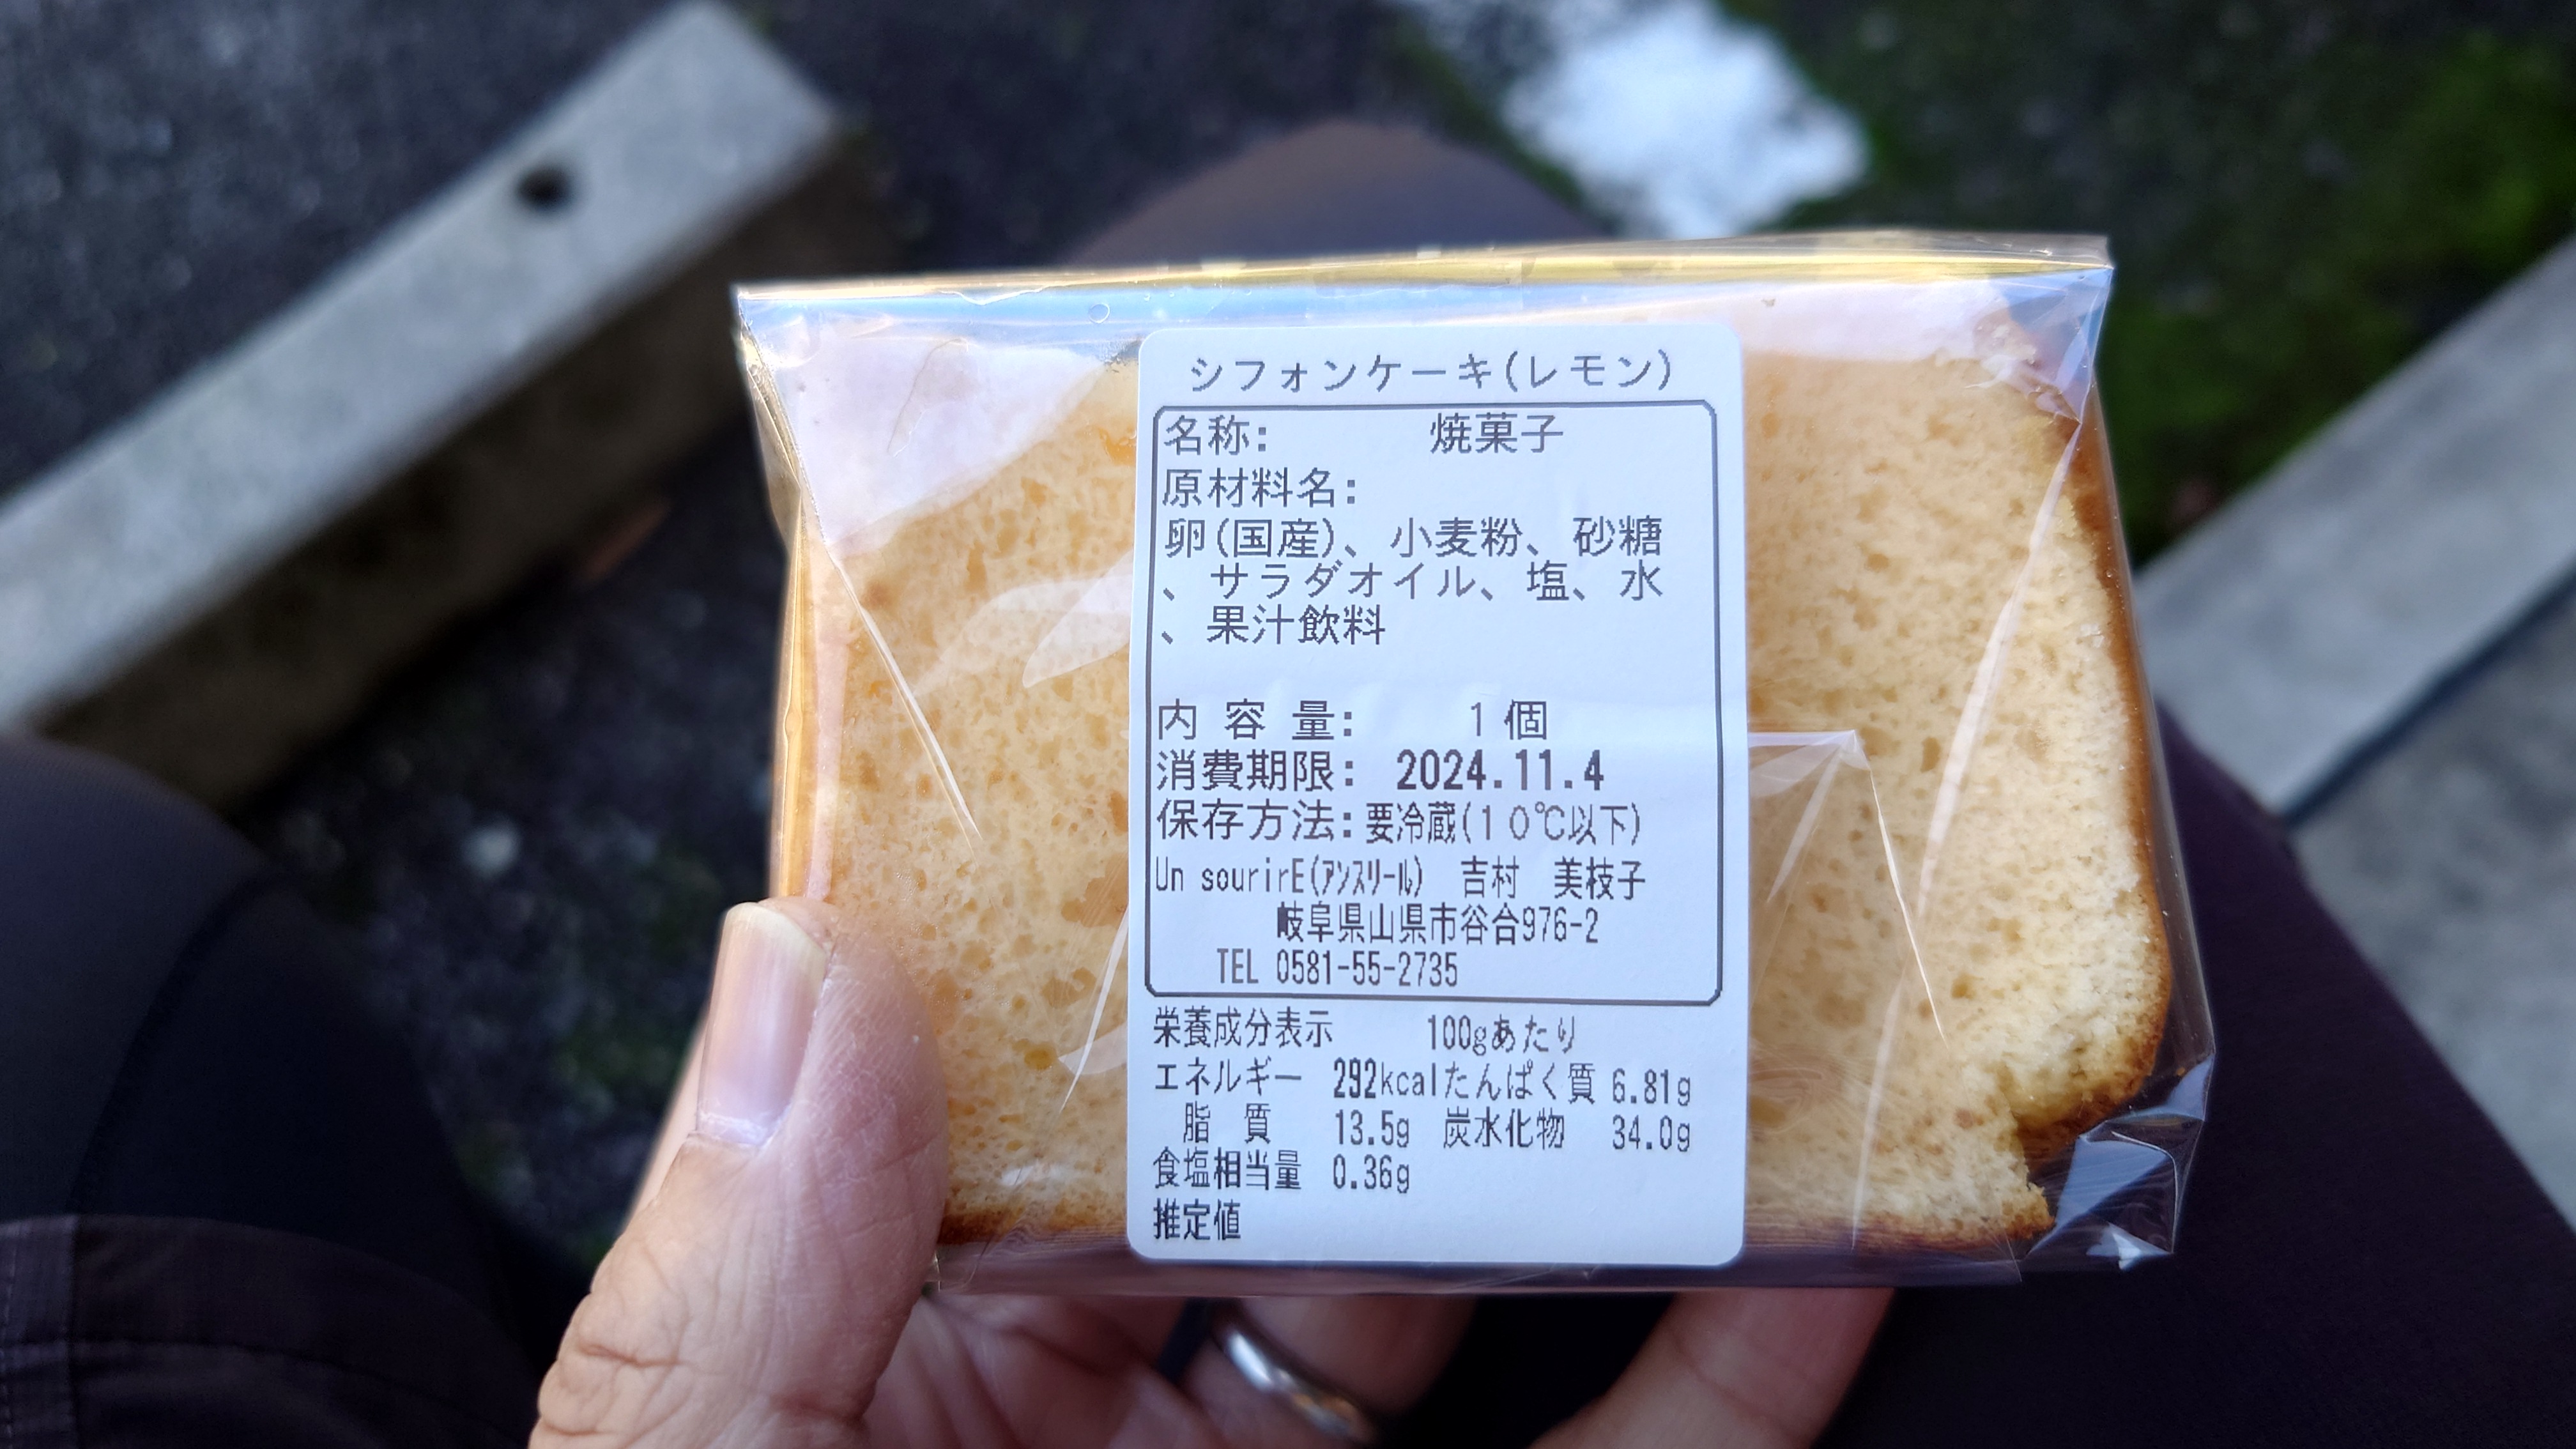 シフォンケーキ(レモン)
名称: 焼菓子
原材料名:
卵(国産)、小麦粉、砂糖
、サラダオイル、塩、水
、果汁飲料
内容量: 1個
消費期限: 2024.11.4
保存方法:要冷蔵(10℃以下)
Un sourirE(ｱﾝｽﾘｰﾙ) 吉村 美枝子
岐阜県山県市谷合976-2
TEL 0581-55-2735
栄養成分表示 100gあたり
エネルギー 292kcalたんぱく質 6.81g
脂質 13.5g 炭水化物 34.0g
食塩相当量 0.36g
推定値